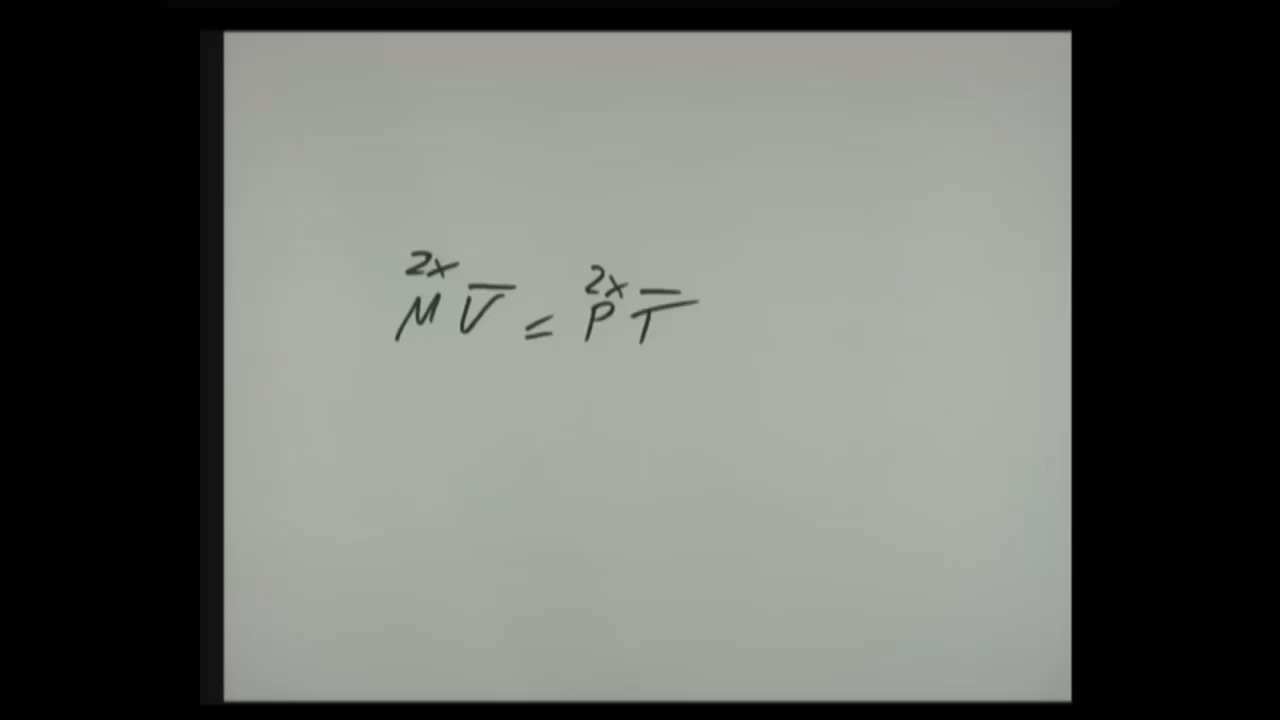 2x 2x
M V̅ = P T̅